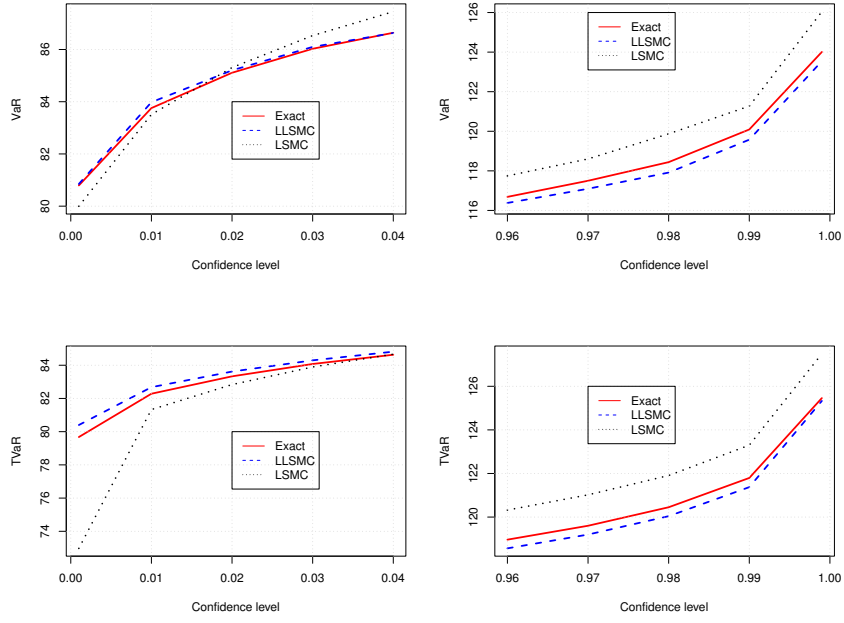 VaR
86
84
82
80
Exact
LLSMC
LSMC
0.00 0.01 0.02 0.03 0.04
Confidence level
VaR
126
124
122
120
118
116
Exact
LLSMC
LSMC
0.96 0.97 0.98 0.99 1.00
Confidence level
TVaR
84
82
80
78
76
74
Exact
LLSMC
LSMC
0.00 0.01 0.02 0.03 0.04
Confidence level
TVaR
126
124
122
120
Exact
LLSMC
LSMC
0.96 0.97 0.98 0.99 1.00
Confidence level